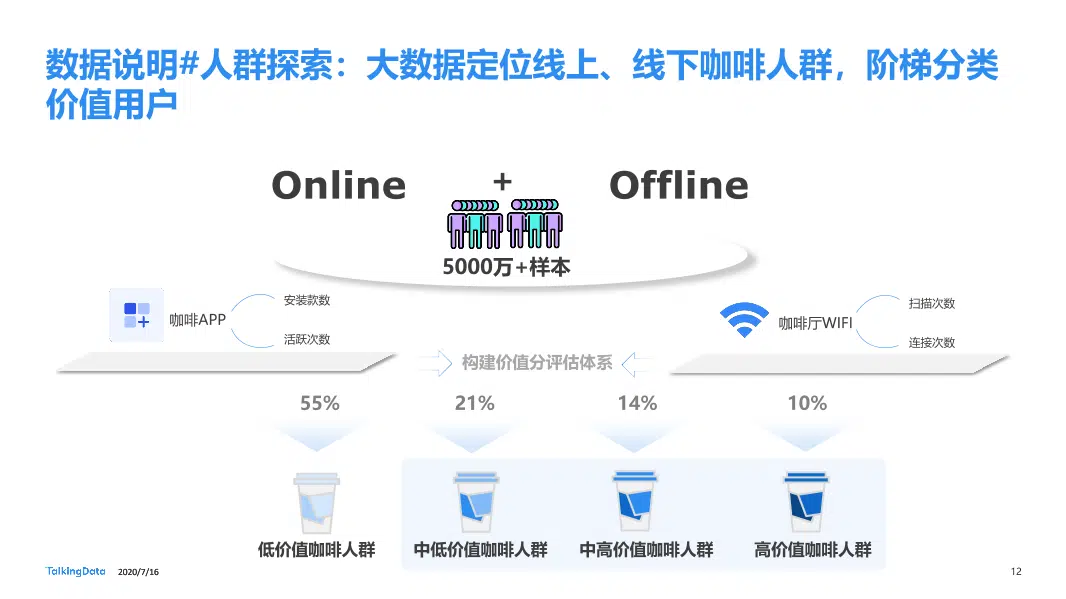 数据说明#人群探索：大数据定位线上、线下咖啡人群，阶梯分类
价值用户
Online + Offline
5000万+样本
咖啡APP
安装款数
活跃次数
咖啡厅WIFI
扫描次数
连接次数
构建价值分评估体系
55% 21% 14% 10%
低价值咖啡人群 中低价值咖啡人群 中高价值咖啡人群 高价值咖啡人群
TalkingData 2020/7/16 12